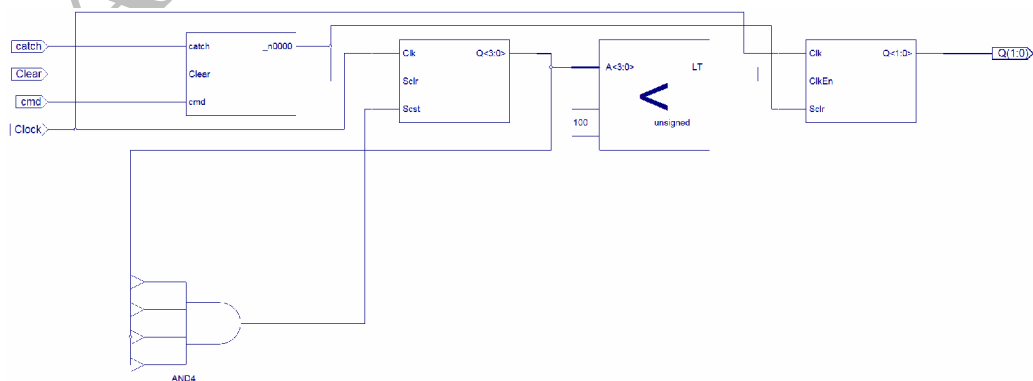 catch
Clear
cmd
Clock
catch _n0000
Clear
cmd
Clk Q<3:0>
Sclr
Scst
A<3:0> LT
<
100 unsigned
Clk Q<1:0>
ClkEn
Sclr
Q(1:0)
AND4